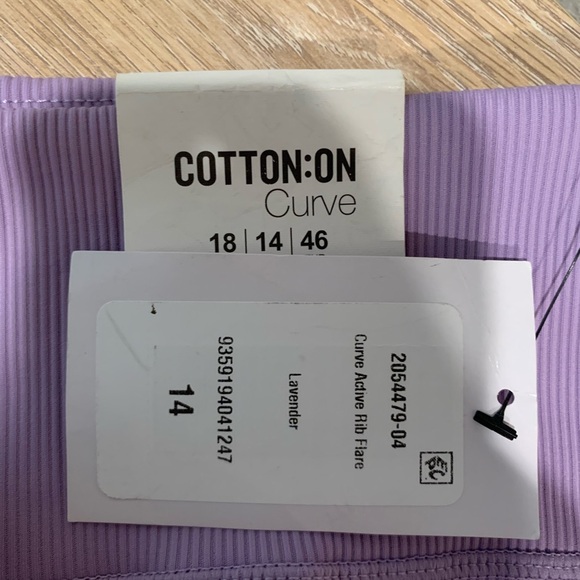 COTTON:ON
Curve
18 | 14 | 46
2054479-04
Curve Active Rib Flare
Lavender
9359194041247
14